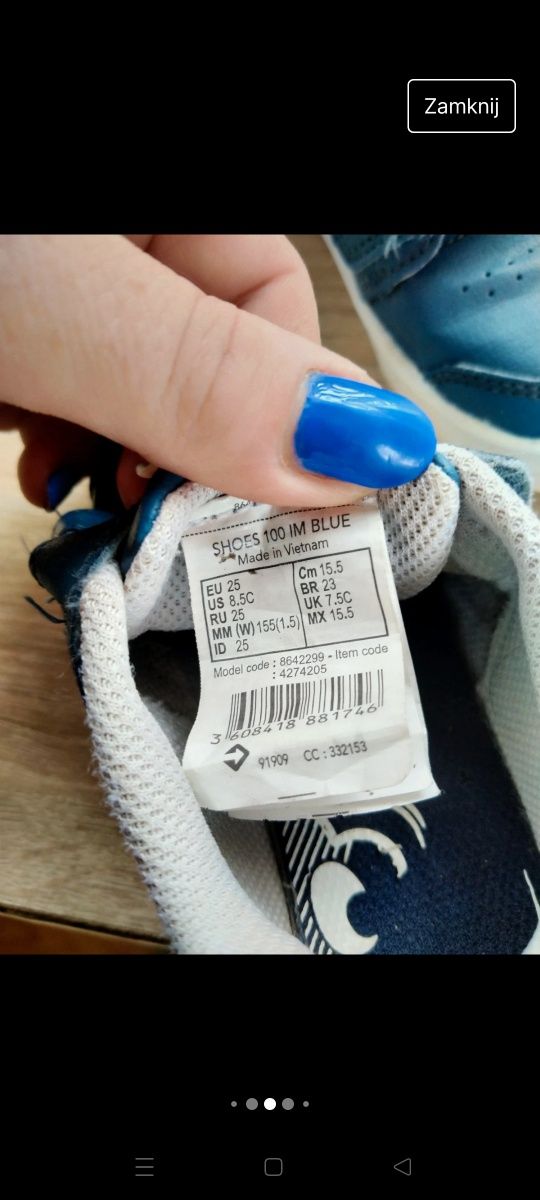 Zamknij
SHOES 100 IM BLUE
Made in Vietnam
EU 25
US 8.5C
RU 25
MM (W) 155(1.5)
ID 25
Cm 15.5
BR 23
UK 7.5C
MX 15.5
Model code : 8642299 - Item code
: 4274205
3 608418 881746
91909 CC : 332153